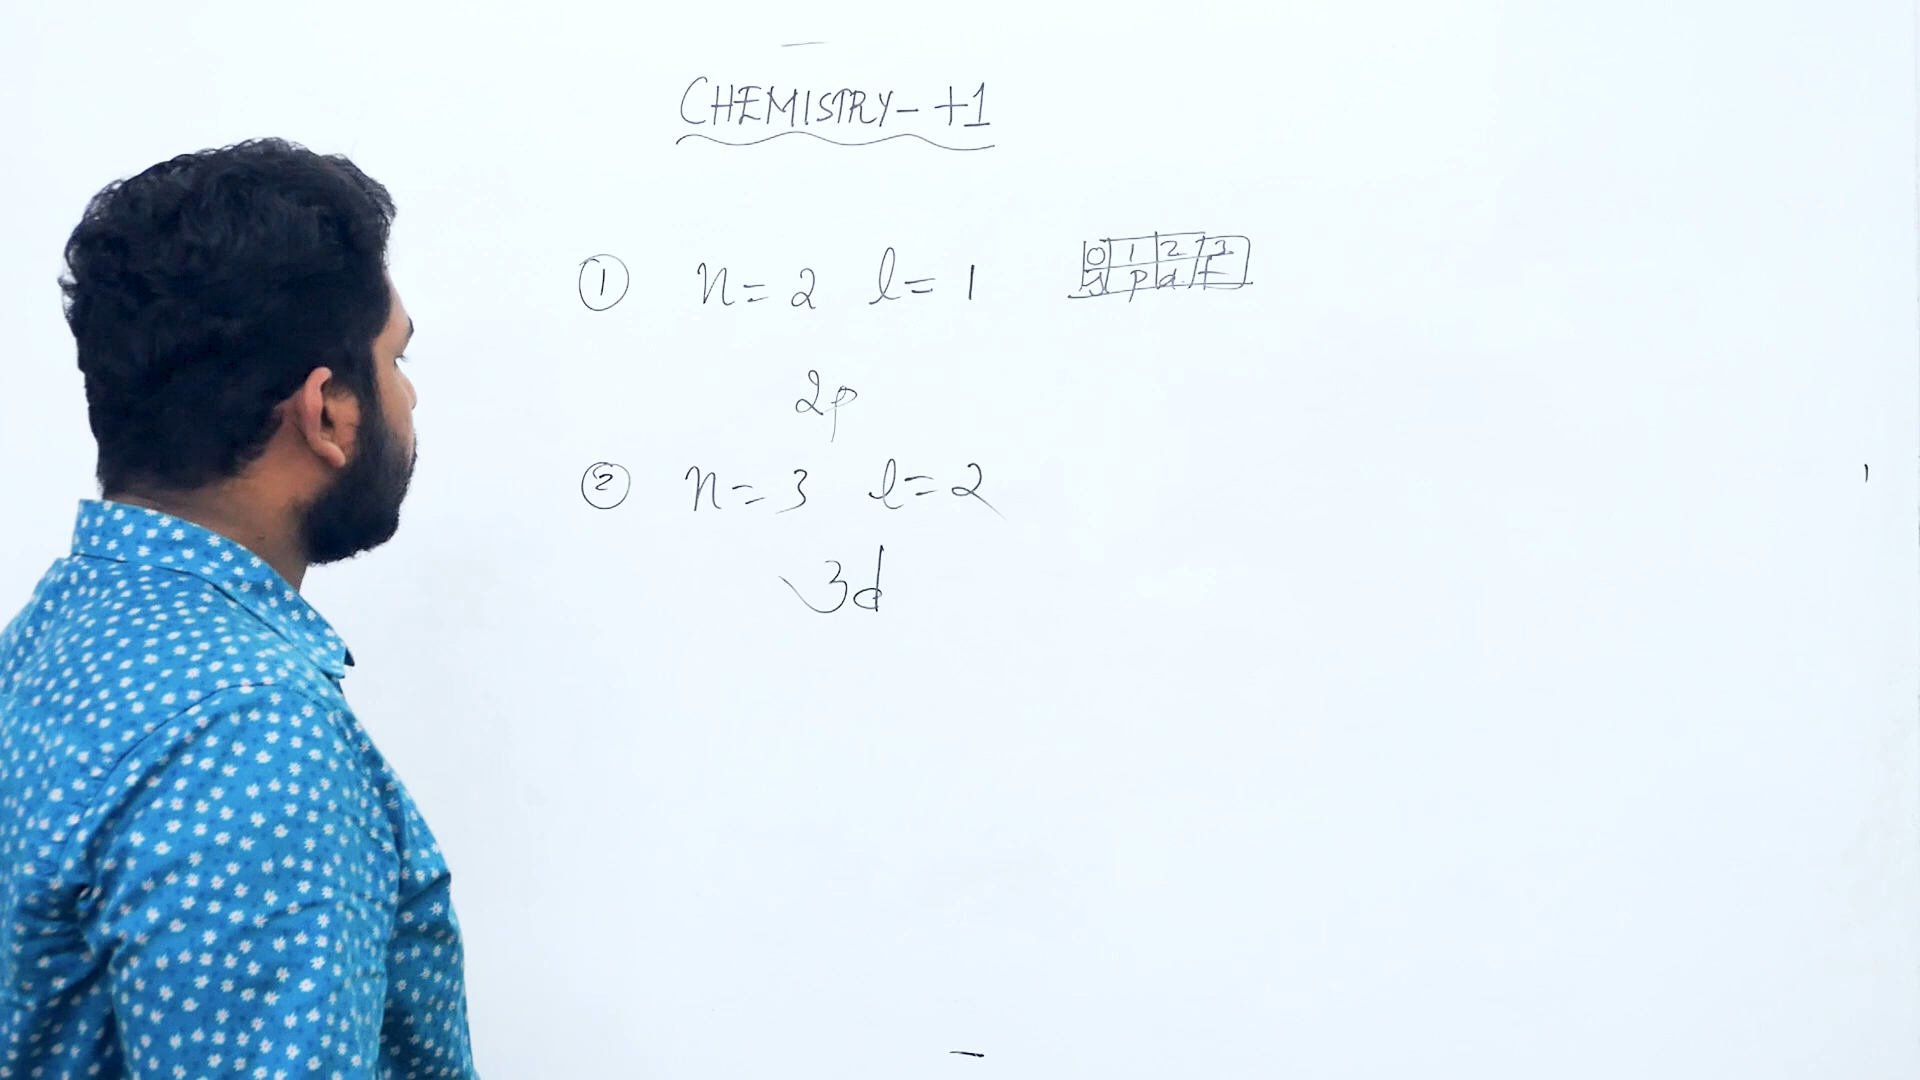 CHEMISTRY - +1
① n = 2 l = 1
0 1 2 3
s p d f
2p
② n = 3 l = 2
3d